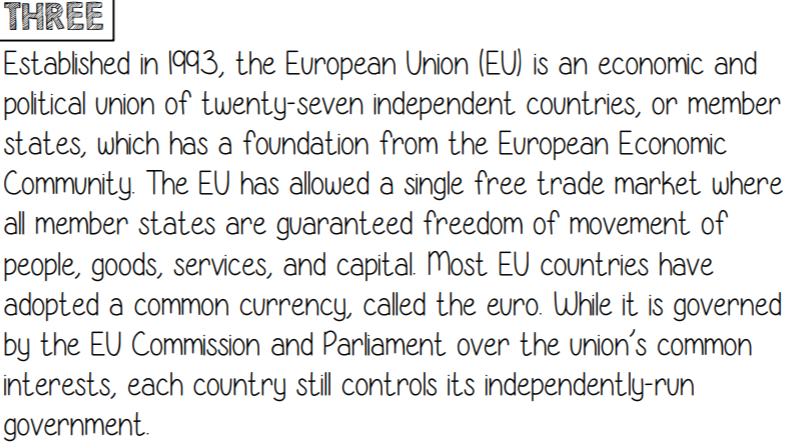 THREE
Established in 1993, the European Union (EU) is an economic and
political union of twenty-seven independent countries, or member
states, which has a foundation from the European Economic
Community. The EU has allowed a single free trade market where
all member states are guaranteed freedom of movement of
people, goods, services, and capital. Most EU countries have
adopted a common currency, called the euro. While it is governed
by the EU Commission and Parliament over the union's common
interests, each country still controls its independently-run
government.